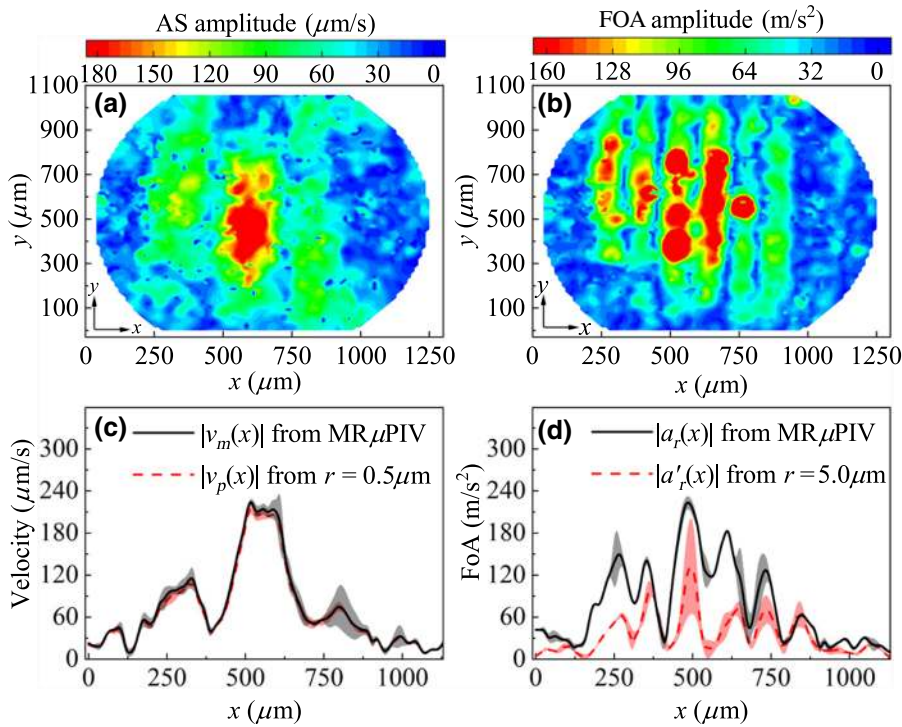 AS amplitude (μm/s)
180 150 120 90 60 30 0
FOA amplitude (m/s²)
160 128 96 64 32 0
(a)
1100
900
700
500
300
100
y (μm)
y
x
0 250 500 750 1000 1300
x (μm)
(b)
1100
900
700
500
300
100
y (μm)
y
x
0 250 500 750 1000 1300
x (μm)
(c)
|vₘ(x)| from MRμPIV
|vₚ(x)| from r = 0.5μm
300
240
180
120
60
0
Velocity (μm/s)
0 250 500 750 1000
x (μm)
(d)
|aᵣ(x)| from MRμPIV
|a'ᵣ(x)| from r = 5.0μm
300
240
180
120
60
0
FoA (m/s²)
0 250 500 750 1000
x (μm)